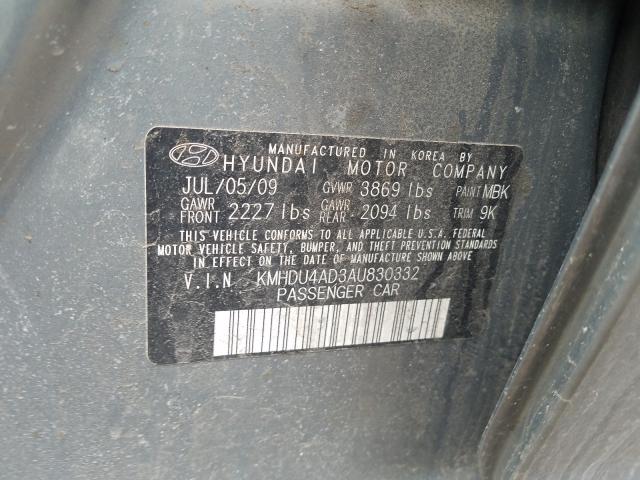 MANUFACTURED IN KOREA BY
HYUNDAI MOTOR COMPANY
JUL/05/09 GVWR 3869 lbs PAINT MBK
GAWR FRONT 2227 lbs GAWR REAR 2094 lbs TRIM 9K
THIS VEHICLE CONFORMS TO ALL APPLICABLE U.S.A. FEDERAL
MOTOR VEHICLE SAFETY, BUMPER, AND THEFT PREVENTION STANDARDS
IN EFFECT ON THE DATE OF MANUFACTURE SHOWN ABOVE.
V.I.N KMHDU4AD3AU830332
PASSENGER CAR